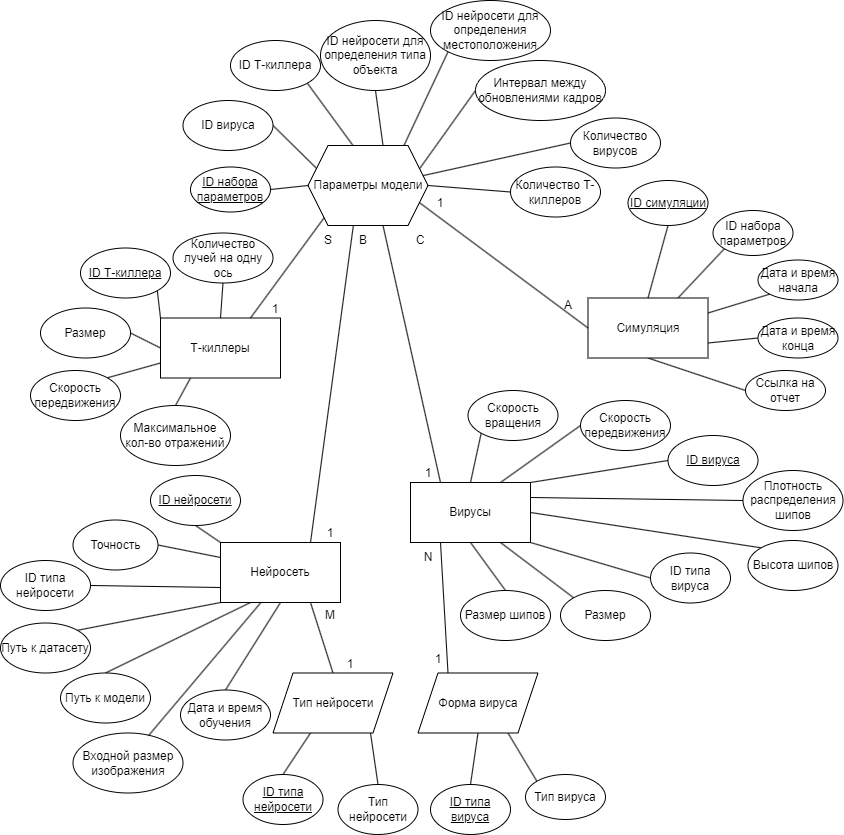 ID нейросети для
определения
местоположения
ID нейросети для
определения типа
объекта
ID Т-киллера
Интервал между
обновлениями кадров
ID вируса
Количество
вирусов
ID набора
параметров
Параметры модели
Количество Т-
киллеров
1
S
B
C
ID симуляции
ID набора
параметров
Дата и время
начала
A
Симуляция
Дата и время
конца
Ссылка на
отчет
Количество
лучей на одну
ось
ID Т-киллера
1
Размер
Т-киллеры
Скорость
передвижения
Максимальное
кол-во отражений
Скорость
вращения
Скорость
передвижения
ID вируса
1
Плотность
распределения
шипов
Вирусы
Высота шипов
N
ID типа
вируса
Размер шипов
Размер
ID нейросети
1
Точность
Нейросеть
ID типа
нейросети
M
Путь к датасету
Путь к модели
Дата и время
обучения
Входной размер
изображения
1
Тип нейросети
1
Форма вируса
ID типа
нейросети
Тип
нейросети
ID типа
вируса
Тип вируса